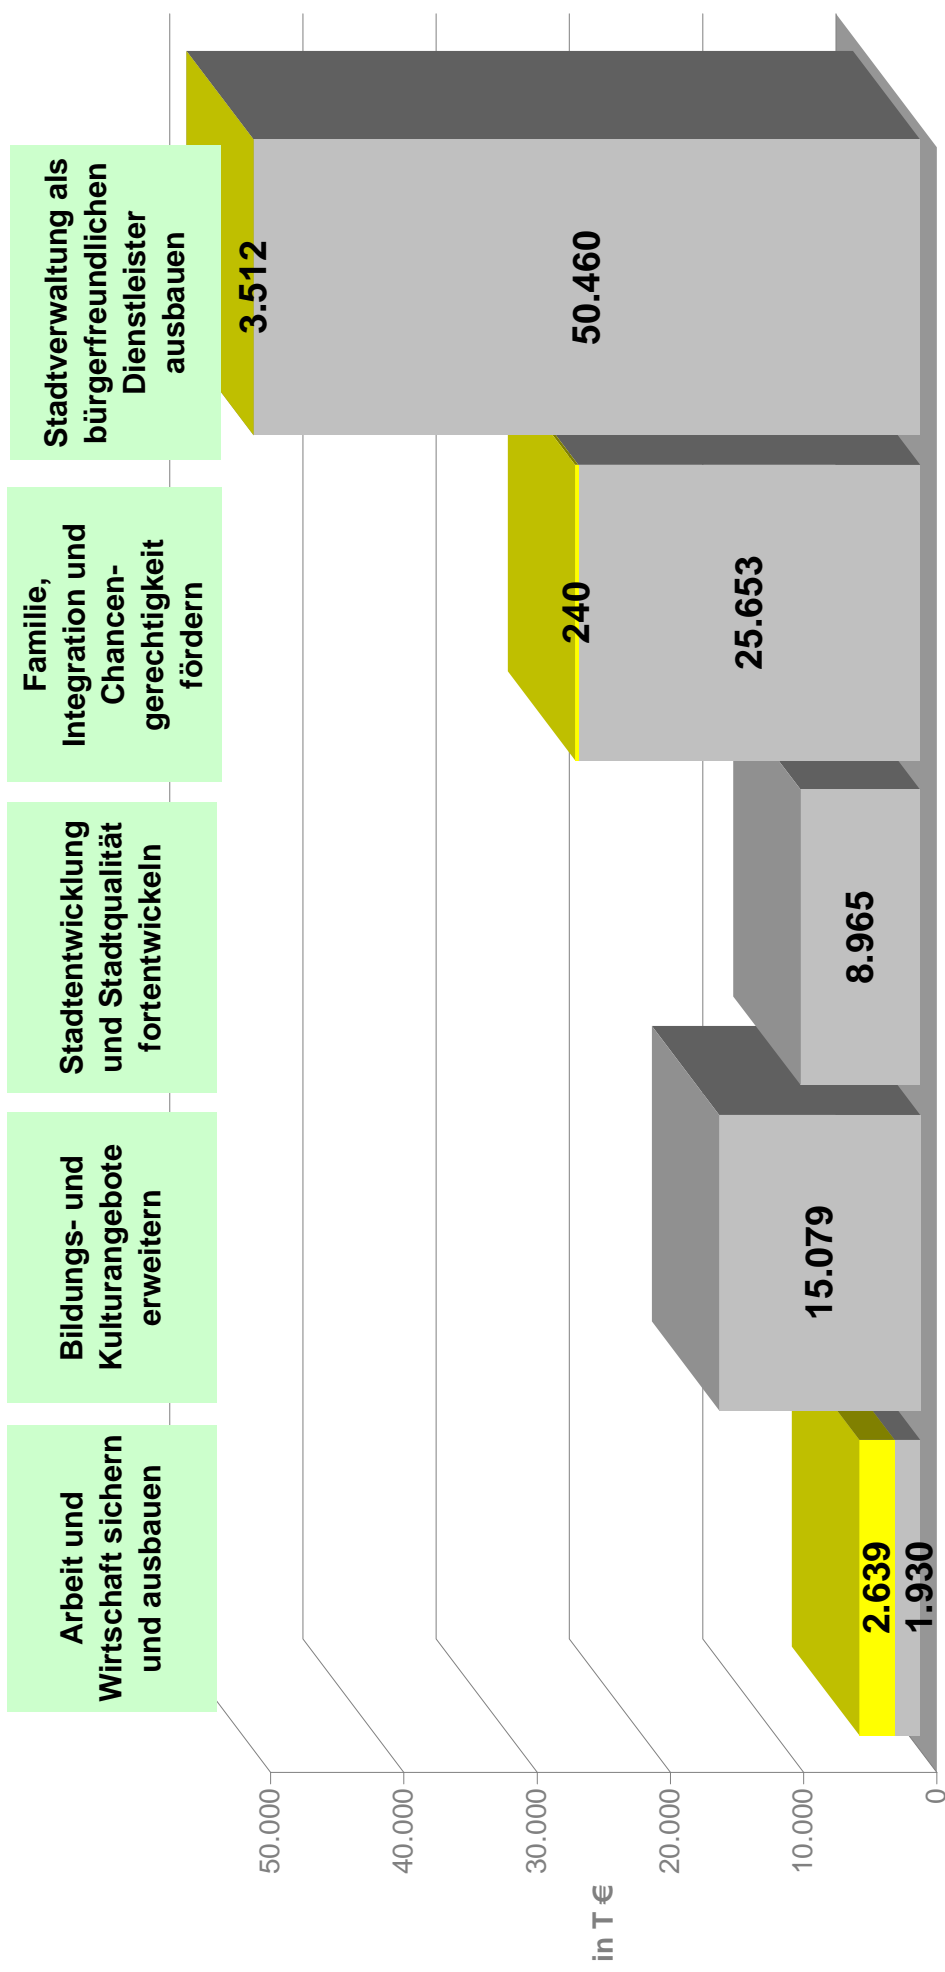 Arbeit und
Wirtschaft sichern
und ausbauen
Bildungs- und
Kulturangebote
erweitern
Stadtentwicklung
und Stadtqualität
fortentwickeln
Familie,
Integration und
Chancen-
gerechtigkeit
fördern
Stadtverwaltung als
bürgerfreundlichen
Dienstleister
ausbauen
50.000
40.000
30.000
20.000
10.000
0
in T €
2.639
1.930
15.079
8.965
240
25.653
3.512
50.460